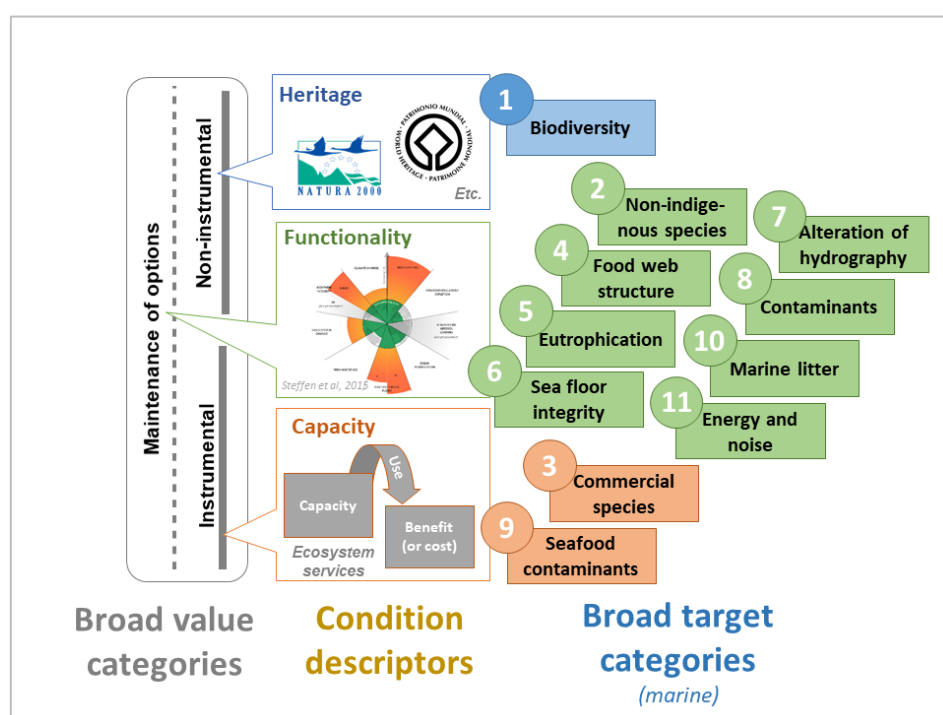 Maintenance of options
Non-instrumental
Instrumental
Heritage
NATURA 2000
WORLD HERITAGE • PATRIMOINE MONDIAL • PATRIMONIO MUNDIAL
Etc.
Functionality
Steffen et al, 2015
Capacity
Capacity
Use
Benefit
(or cost)
Ecosystem
services
1
Biodiversity
2
Non-indige-
nous species
7
Alteration of
hydrography
4
Food web
structure
8
Contaminants
5
Eutrophication
10
Marine litter
6
Sea floor
integrity
11
Energy and
noise
3
Commercial
species
9
Seafood
contaminants
Broad value
categories
Condition
descriptors
Broad target
categories
(marine)